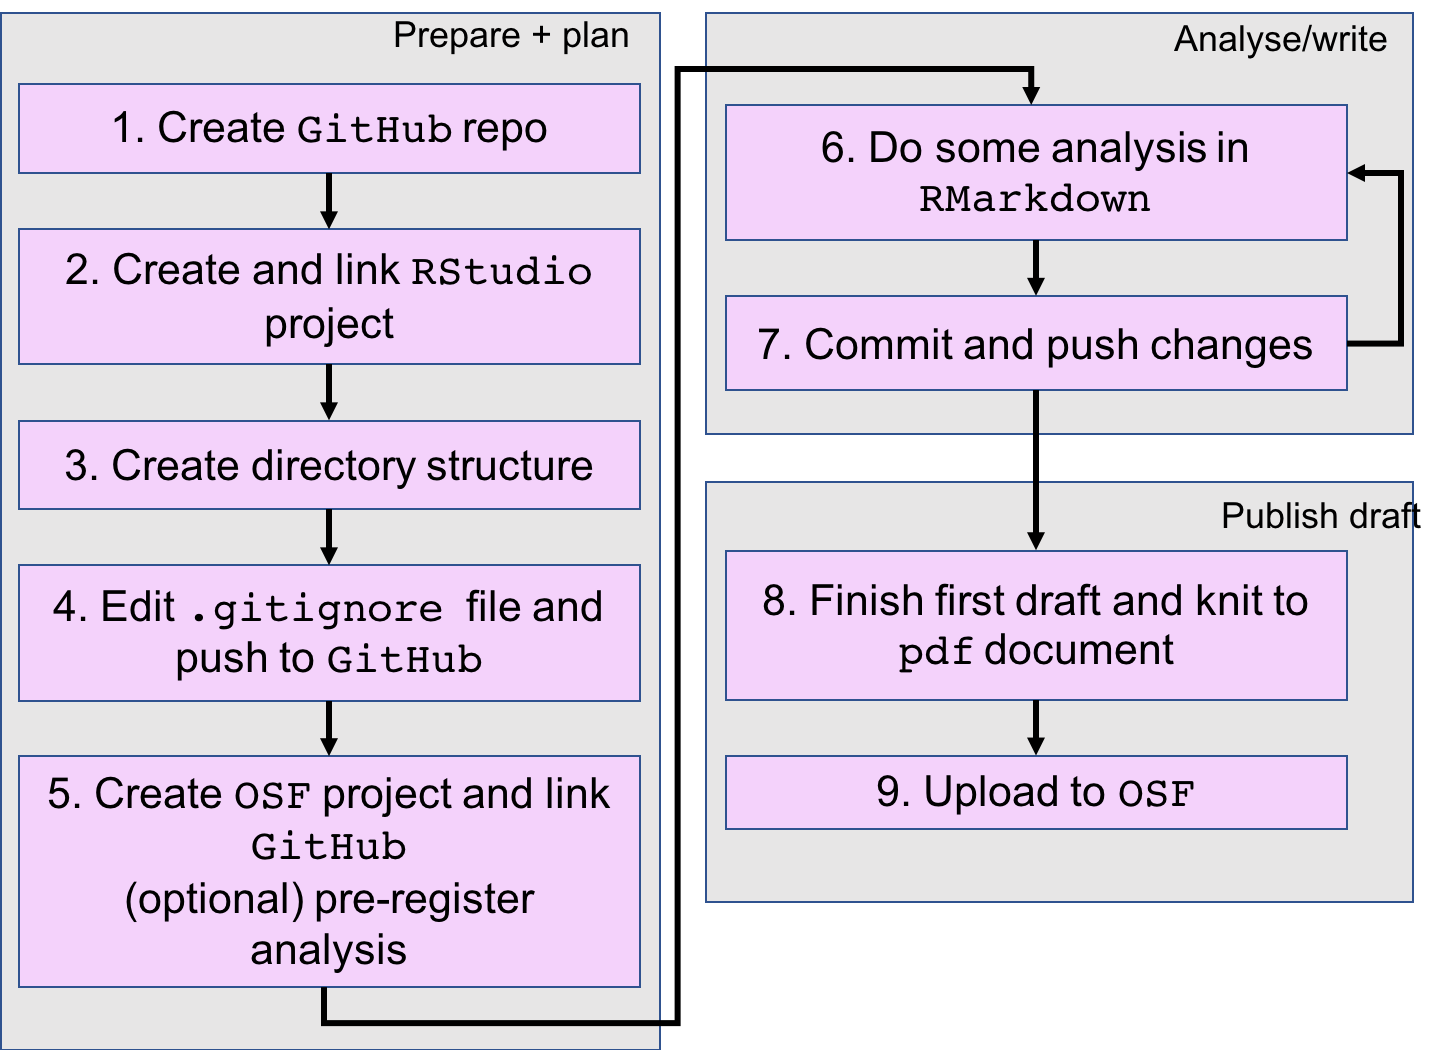 Prepare + plan
1. Create GitHub repo
2. Create and link RStudio
project
3. Create directory structure
4. Edit .gitignore file and
push to GitHub
5. Create OSF project and link
GitHub
(optional) pre-register
analysis
Analyse/write
6. Do some analysis in
RMarkdown
7. Commit and push changes
Publish draft
8. Finish first draft and knit to
pdf document
9. Upload to OSF